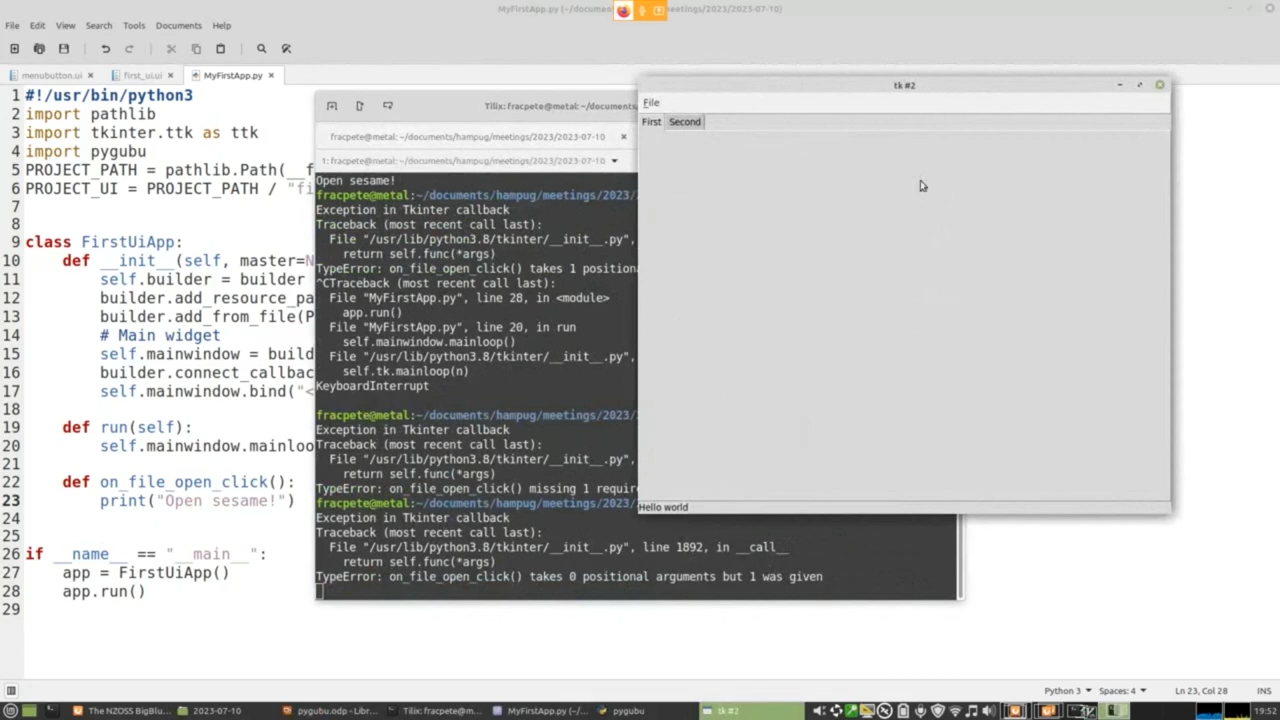 MyFirstApp.py (~/documen
eetings/2023/2023-07-10)
File Edit View Search Tools Documents Help
menubutton.ui
first_ui.ui
MyFirstApp.py
1 #!/usr/bin/python3
2 import pathlib
3 import tkinter.ttk as ttk
4 import pygubu
5 PROJECT_PATH = pathlib.Path(__f
6 PROJECT_UI = PROJECT_PATH / "fi
7
8
9 class FirstUiApp:
10 def __init__(self, master=N
11 self.builder = builder
12 builder.add_resource_pa
13 builder.add_from_file(P
14 # Main widget
15 self.mainwindow = build
16 builder.connect_callbac
17 self.mainwindow.bind("<
18
19 def run(self):
20 self.mainwindow.mainloo
21
22 def on_file_open_click():
23 print("Open sesame!")
24
25
26 if __name__ == "__main__":
27 app = FirstUiApp()
28 app.run()
29
Tilix: fracpete@metal: ~/documents/
fracpete@metal: ~/documents/hampug/meetings/2023/2023-07-10
1: fracpete@metal: ~/documents/hampug/meetings/2023/2023-07-10
Open sesame!
fracpete@metal:~/documents/hampug/meetings/2023/
Exception in Tkinter callback
Traceback (most recent call last):
File "/usr/lib/python3.8/tkinter/__init__.py",
return self.func(*args)
TypeError: on_file_open_click() takes 1 positiona
^CTraceback (most recent call last):
File "MyFirstApp.py", line 28, in <module>
app.run()
File "MyFirstApp.py", line 20, in run
self.mainwindow.mainloop()
File "/usr/lib/python3.8/tkinter/__init__.py",
self.tk.mainloop(n)
KeyboardInterrupt
fracpete@metal:~/documents/hampug/meetings/2023/
Exception in Tkinter callback
Traceback (most recent call last):
File "/usr/lib/python3.8/tkinter/__init__.py",
return self.func(*args)
TypeError: on_file_open_click() missing 1 requir
fracpete@metal:~/documents/hampug/meetings/2023/
Exception in Tkinter callback
Traceback (most recent call last):
File "/usr/lib/python3.8/tkinter/__init__.py", line 1892, in __call__
return self.func(*args)
TypeError: on_file_open_click() takes 0 positional arguments but 1 was given
tk #2
File
First Second
Hello world
Python 3 Spaces: 4 Ln 23, Col 28 INS
The NZOSS BigBlu... 2023-07-10 pygubu.odp - Libr... Tilix: fracpete@m... MyFirstApp.py (~/... pygubu tk #2 19:52